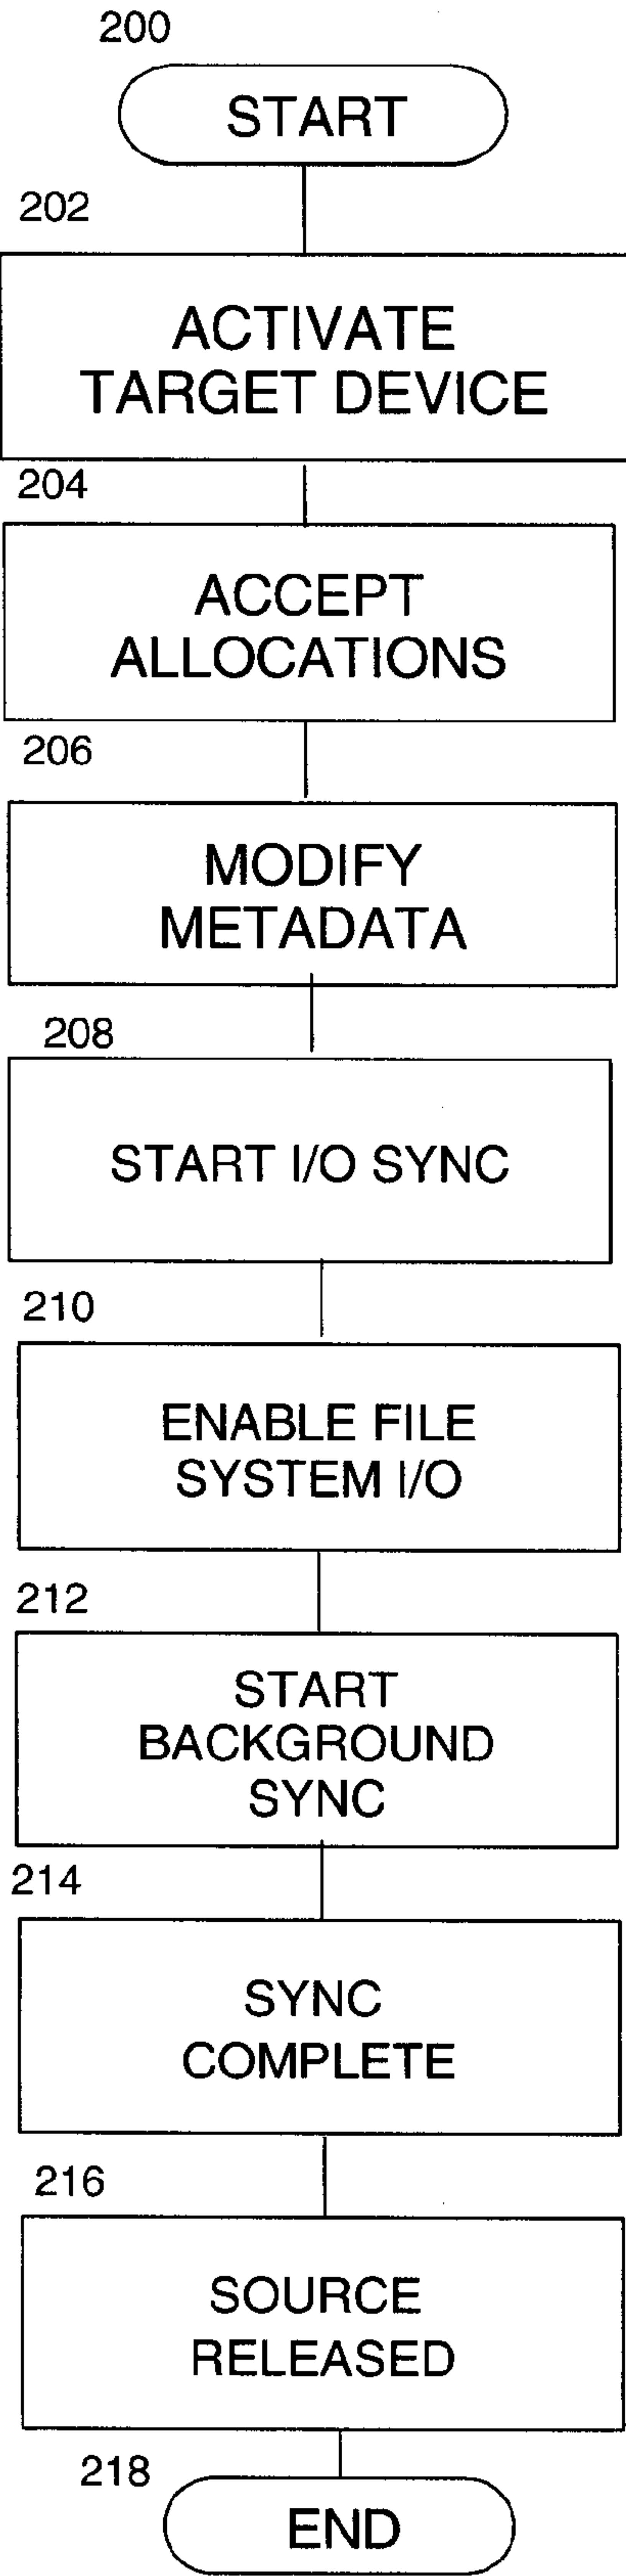 200
START
202
ACTIVATE
TARGET DEVICE
204
ACCEPT
ALLOCATIONS
206
MODIFY
METADATA
208
START I/O SYNC
210
ENABLE FILE
SYSTEM I/O
212
START
BACKGROUND
SYNC
214
SYNC
COMPLETE
216
SOURCE
RELEASED
218
END